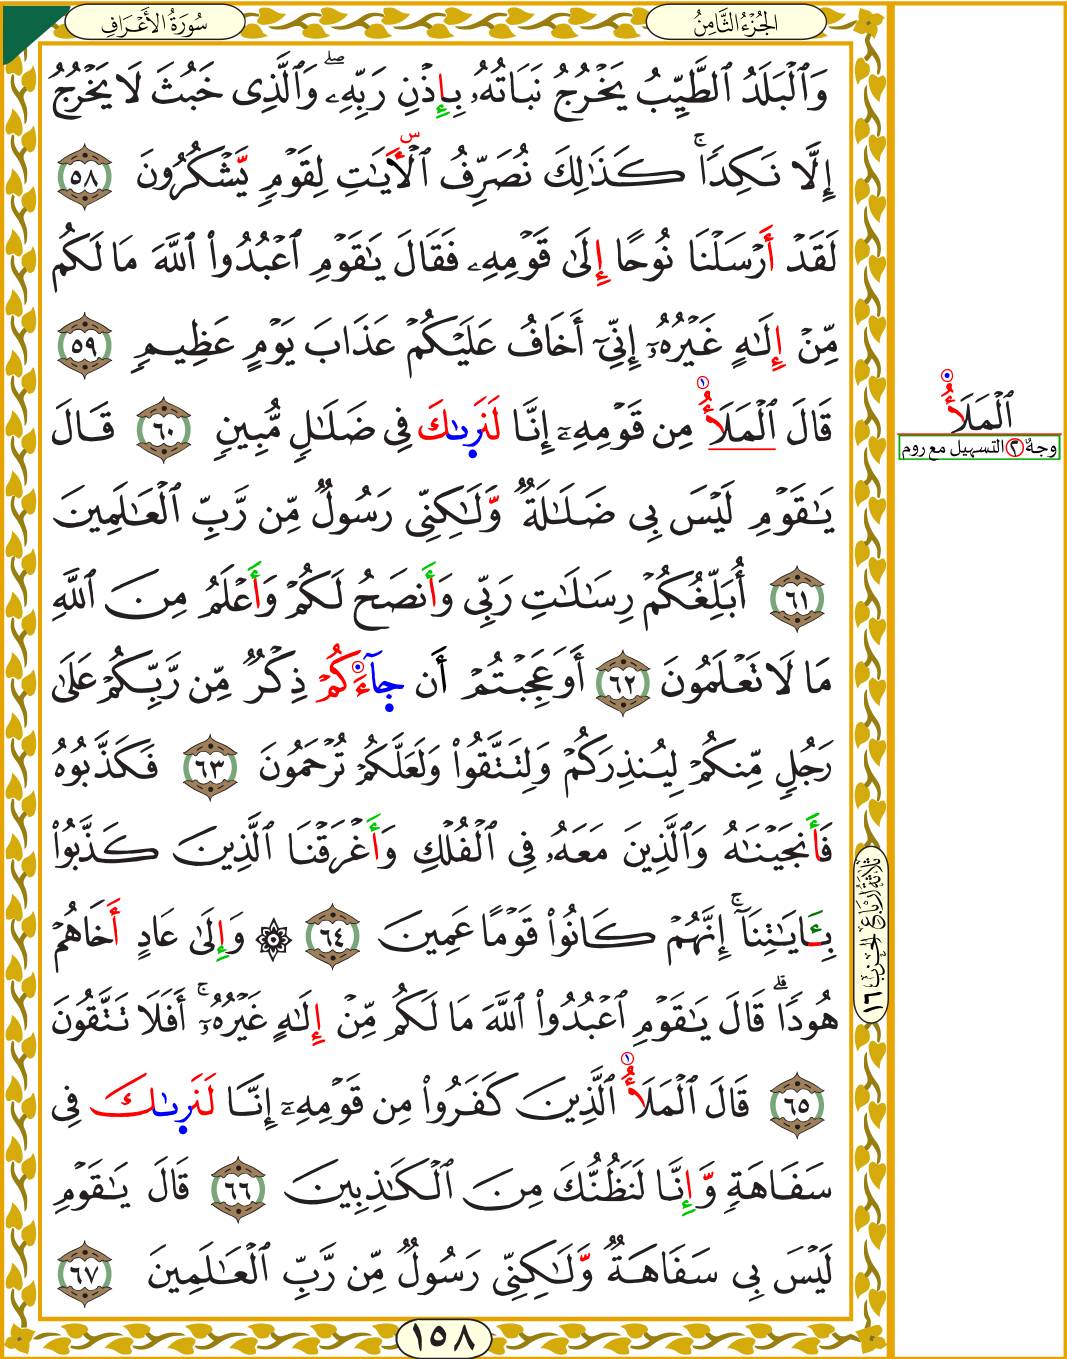 الجُزْءُ الثَّامِنُ
سُورَةُ الأَعْرَافِ
وَٱلْبَلَدُ ٱلطَّيِّبُ يَخْرُجُ نَبَاتُهُۥ بِإِذْنِ رَبِّهِۦۖ وَٱلَّذِى خَبُثَ لَا يَخْرُجُ
إِلَّا نَكِدًاۚ كَذَٰلِكَ نُصَرِّفُ ٱلْأَيَٰتِ لِقَوْمٍ يَّشْكُرُونَ ٥٨
لَقَدْ أَرْسَلْنَا نُوحًا إِلَىٰ قَوْمِهِۦ فَقَالَ يَٰقَوْمِ ٱعْبُدُوا۟ ٱللَّهَ مَا لَكُم
مِّنْ إِلَٰهٍ غَيْرُهُۥٓ إِنِّىٓ أَخَافُ عَلَيْكُمْ عَذَابَ يَوْمٍ عَظِيمٍ ٥٩
قَالَ ٱلْمَلَأُ مِن قَوْمِهِۦٓ إِنَّا لَنَرَىٰكَ فِى ضَلَٰلٍ مُّبِينٍ ٦٠ قَالَ
يَٰقَوْمِ لَيْسَ بِى ضَلَٰلَةٌ وَّلَٰكِنِّى رَسُولٌ مِّن رَّبِّ ٱلْعَٰلَمِينَ
٦١ أُبَلِّغُكُمْ رِسَٰلَٰتِ رَبِّى وَأَنصَحُ لَكُمْ وَأَعْلَمُ مِنَ ٱللَّهِ
مَا لَا تَعْلَمُونَ ٦٢ أَوَعَجِبْتُمْ أَن جَآءَكُمْ ذِكْرٌ مِّن رَّبِّكُمْ عَلَىٰ
رَجُلٍ مِّنكُمْ لِيُنذِرَكُمْ وَلِتَتَّقُوا۟ وَلَعَلَّكُمْ تُرْحَمُونَ ٦٣ فَكَذَّبُوهُ
فَأَنجَيْنَٰهُ وَٱلَّذِينَ مَعَهُۥ فِى ٱلْفُلْكِ وَأَغْرَقْنَا ٱلَّذِينَ كَذَّبُوا۟
بِـَٔايَٰتِنَآۚ إِنَّهُمْ كَانُوا۟ قَوْمًا عَمِينَ ٦٤ ۞ وَإِلَىٰ عَادٍ أَخَاهُمْ
هُودًاۗ قَالَ يَٰقَوْمِ ٱعْبُدُوا۟ ٱللَّهَ مَا لَكُم مِّنْ إِلَٰهٍ غَيْرُهُۥٓۚ أَفَلَا تَتَّقُونَ
٦٥ قَالَ ٱلْمَلَأُ ٱلَّذِينَ كَفَرُوا۟ مِن قَوْمِهِۦٓ إِنَّا لَنَرَىٰكَ فِى
سَفَاهَةٍ وَّإِنَّا لَنَظُنُّكَ مِنَ ٱلْكَٰذِبِينَ ٦٦ قَالَ يَٰقَوْمِ
لَيْسَ بِى سَفَاهَةٌ وَّلَٰكِنِّى رَسُولٌ مِّن رَّبِّ ٱلْعَٰلَمِينَ ٦٧
ٱلْمَلَأُ
وجهٌ ٢ التسهيل مع روم
ثَلَاثَةُ أَرْبَاعِ الحِزْبِ ١٦
١٥٨